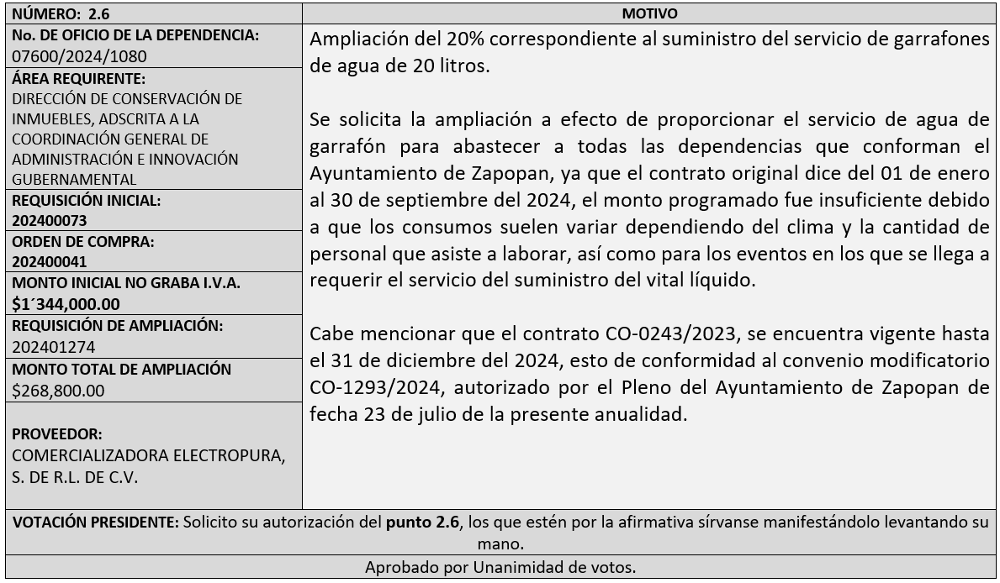 NÚMERO: 2.6
MOTIVO
No. DE OFICIO DE LA DEPENDENCIA:
07600/2024/1080
ÁREA REQUIRENTE:
DIRECCIÓN DE CONSERVACIÓN DE
INMUEBLES, ADSCRITA A LA
COORDINACIÓN GENERAL DE
ADMINISTRACIÓN E INNOVACIÓN
GUBERNAMENTAL
REQUISICIÓN INICIAL:
202400073
ORDEN DE COMPRA:
202400041
MONTO INICIAL NO GRABA I.V.A.
$1´344,000.00
REQUISICIÓN DE AMPLIACIÓN:
202401274
MONTO TOTAL DE AMPLIACIÓN
$268,800.00
PROVEEDOR:
COMERCIALIZADORA ELECTROPURA,
S. DE R.L. DE C.V.
Ampliación del 20% correspondiente al suministro del servicio de garrafones
de agua de 20 litros.
Se solicita la ampliación a efecto de proporcionar el servicio de agua de
garrafón para abastecer a todas las dependencias que conforman el
Ayuntamiento de Zapopan, ya que el contrato original dice del 01 de enero
al 30 de septiembre del 2024, el monto programado fue insuficiente debido
a que los consumos suelen variar dependiendo del clima y la cantidad de
personal que asiste a laborar, así como para los eventos en los que se llega a
requerir el servicio del suministro del vital líquido.
Cabe mencionar que el contrato CO-0243/2023, se encuentra vigente hasta
el 31 de diciembre del 2024, esto de conformidad al convenio modificatorio
CO-1293/2024, autorizado por el Pleno del Ayuntamiento de Zapopan de
fecha 23 de julio de la presente anualidad.
VOTACIÓN PRESIDENTE: Solicito su autorización del punto 2.6, los que estén por la afirmativa sírvanse manifestándolo levantando su
mano.
Aprobado por Unanimidad de votos.